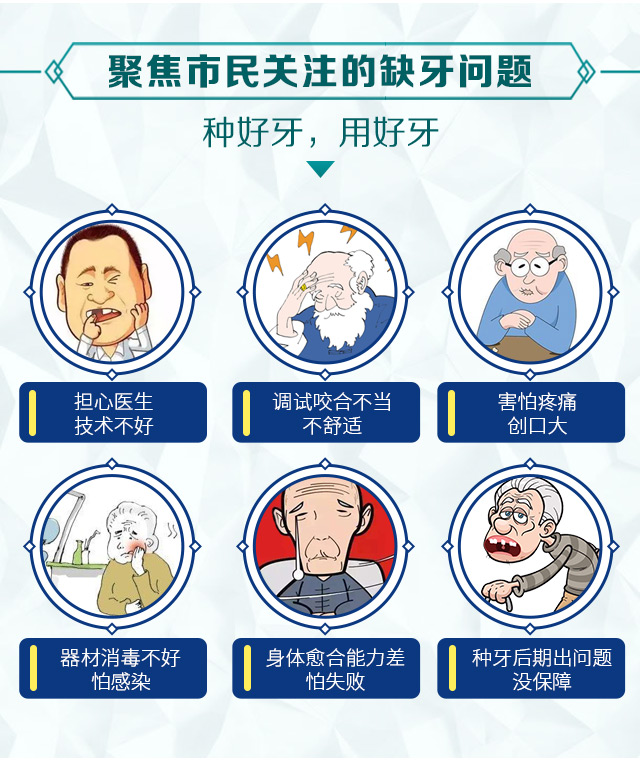 聚焦市民关注的缺牙问题
种好牙，用好牙
担心医生
技术不好
调试咬合不当
不舒适
害怕疼痛
创口大
器材消毒不好
怕感染
身体愈合能力差
怕失败
种牙后期出问题
没保障